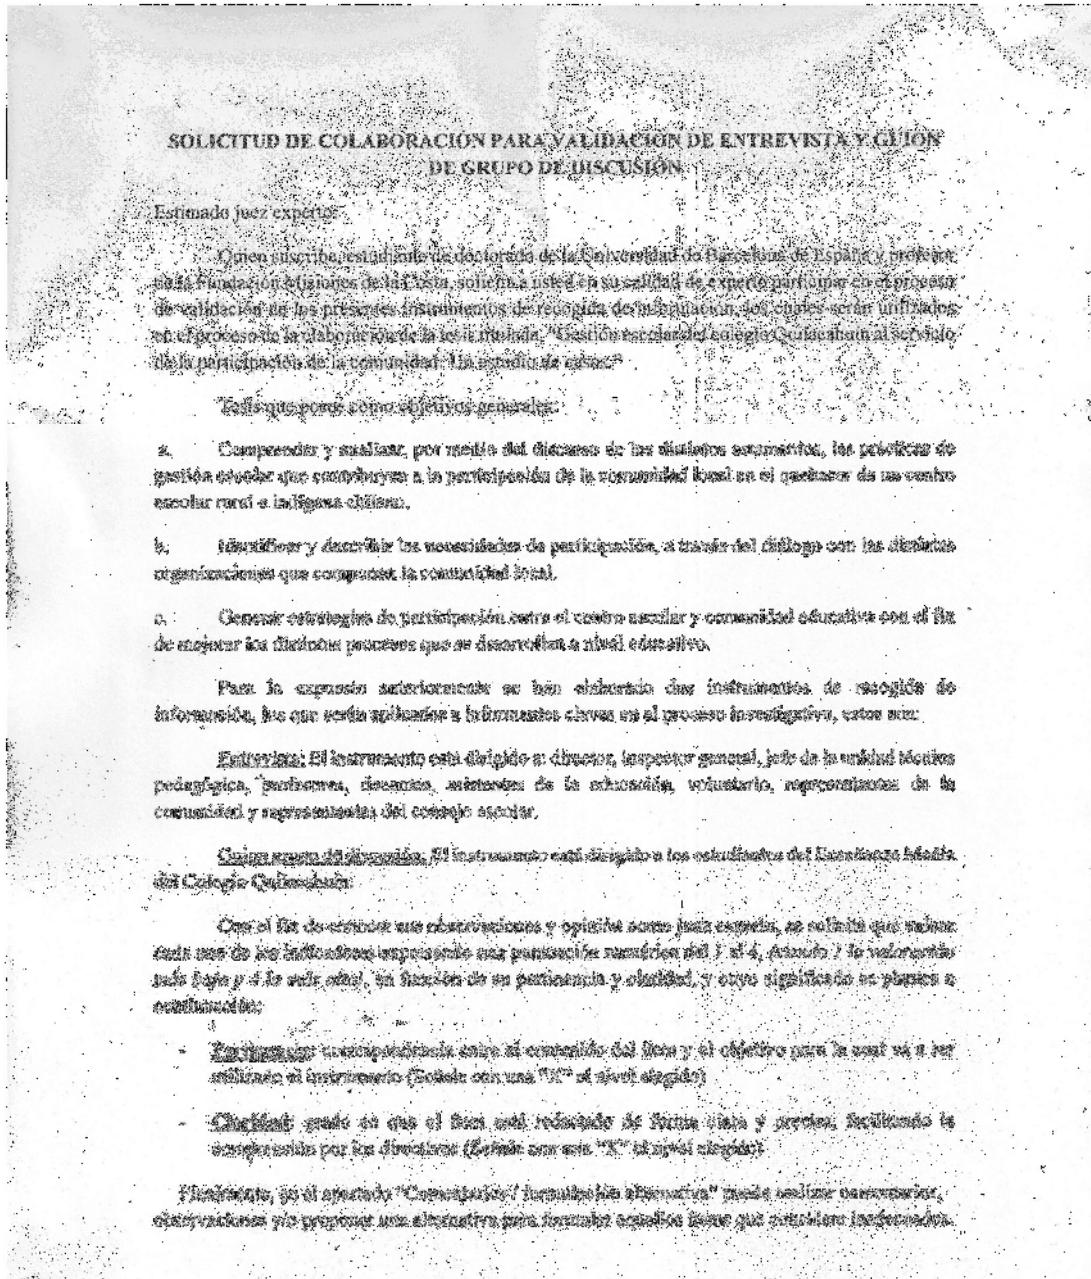 SOLICITUD DE COLABORACIÓN PARA VALIDACIÓN DE ENTREVISTA Y GUION
DE GRUPO DE DISCUSIÓN
Estimado juez experto:
Quien suscribe, estudiante de doctorado de la Universidad de Barcelona de España y profesor
de la Fundación Misiones de la Costa, solicita a usted en su calidad de experto participar en el proceso
de validación de los presentes instrumentos de recogida de información, los cuales serán utilizados
en el proceso de la elaboración de la tesis titulada, "Gestión escolar del colegio Quilacahuín al servicio
de la participación de la comunidad. Un estudio de casos."
Tesis que posee como objetivos generales:
a. Comprender y analizar, por medio del discurso de los distintos estamentos, las prácticas de
gestión escolar que contribuyen a la participación de la comunidad local en el quehacer de un centro
escolar rural e indígena chileno.
b. Identificar y describir las necesidades de participación, a través del diálogo con las distintas
organizaciones que componen la comunidad local.
c. Generar estrategias de participación entre el centro escolar y comunidad educativa con el fin
de mejorar los distintos procesos que se desarrollan a nivel educativo.
Para lo expuesto anteriormente se han elaborado dos instrumentos de recogida de
información, los que serán aplicados a informantes claves en el proceso investigativo, estos son:
Entrevista: El instrumento está dirigido a: director, inspector general, jefe de la unidad técnica
pedagógica, profesores, docentes, asistentes de la educación, voluntario, representantes de la
comunidad y representantes del consejo escolar.
Guion grupo de discusión: El instrumento está dirigido a los estudiantes del Enseñanza Media
del Colegio Quilacahuín.
Con el fin de conocer sus observaciones y opinión como juez experto, se solicita que valore
cada uno de los indicadores exponiendo una puntuación numérica del 1 al 4, siendo 1 lo valorando
más bajo y 4 lo más alto), en función de su pertinencia y claridad, y cuyo significado se plantea a
continuación:
- Pertinencia: correspondencia entre el contenido del ítem y el objetivo para la cual va a ser
utilizado el instrumento (Señale con una "X" el nivel elegido)
- Claridad: grado en que el ítem está redactado de forma clara y precisa, facilitando la
comprensión por los directivos (Señale con una "X" el nivel elegido)
Finalmente, en el apartado "Comentarios / formulación alternativa" puede realizar comentarios,
observaciones y/o proponer una alternativa para formular aquellos ítems que considere inadecuados.